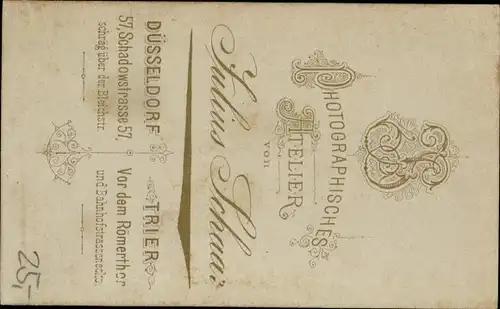 PHOTOGRAPHISCHES
ATELIER
VON
Julius Schaar
DÜSSELDORF
57, Schadowstrasse 57,
schräg über der Bleichstr.
TRIER
Vor dem Römerthor
und Bahnhofstrassenecke.
25,-